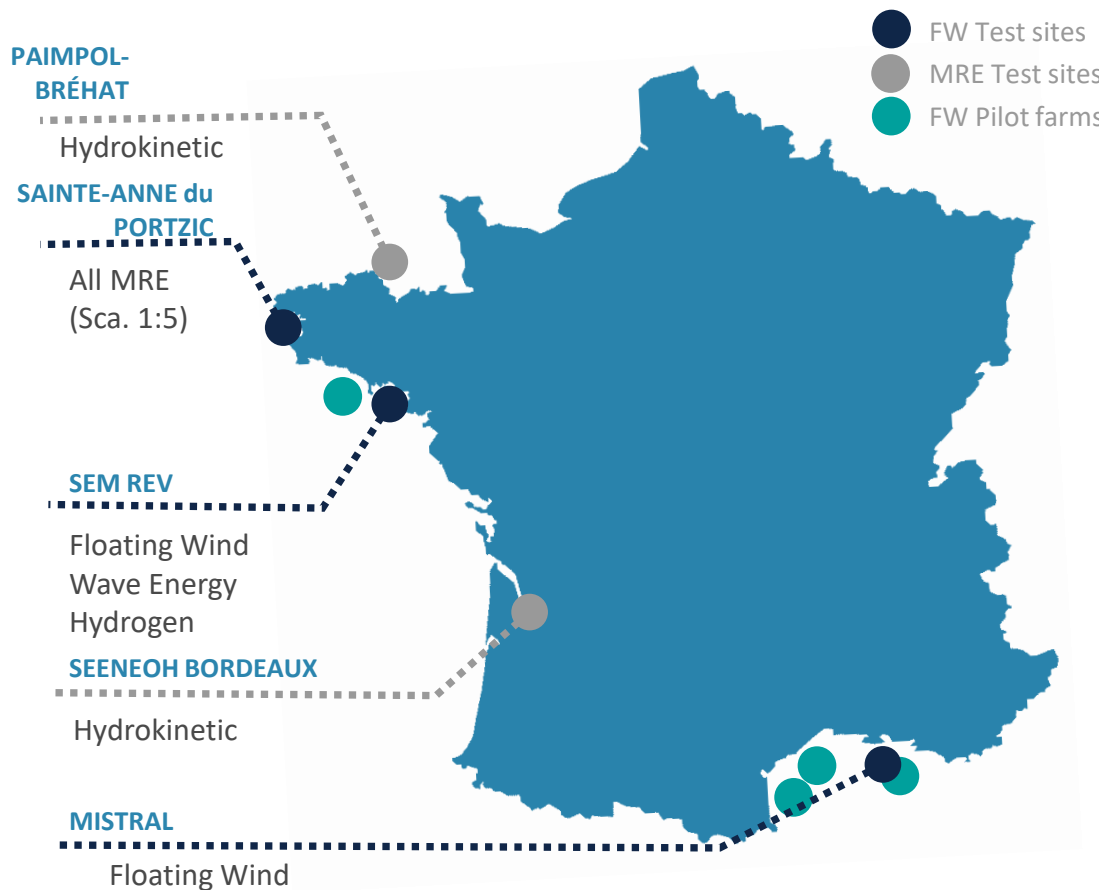 FW Test sites
MRE Test sites
FW Pilot farms
PAIMPOL-
BRÉHAT
Hydrokinetic
SAINTE-ANNE du
PORTZIC
All MRE
(Sca. 1:5)
SEM REV
Floating Wind
Wave Energy
Hydrogen
SEENEOH BORDEAUX
Hydrokinetic
MISTRAL
Floating Wind